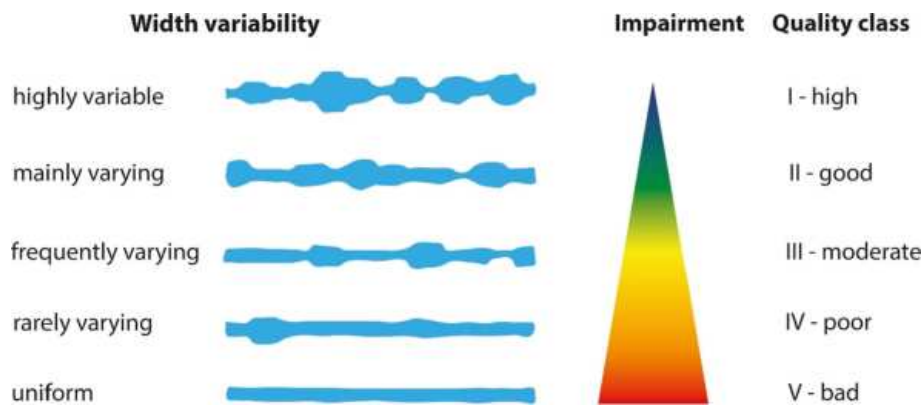 Width variability Impairment Quality class
highly variable I - high
mainly varying II - good
frequently varying III - moderate
rarely varying IV - poor
uniform V - bad